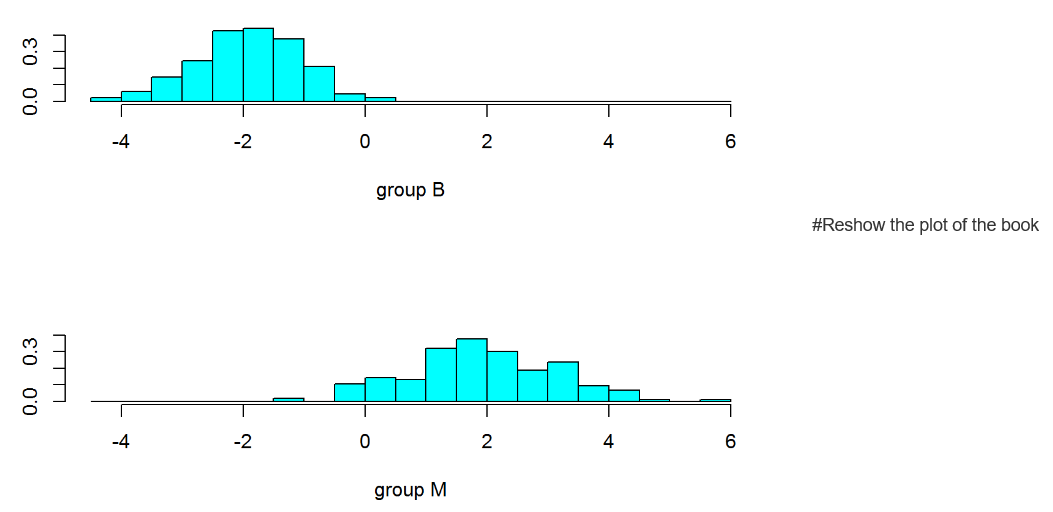 0.3
0.0
-4 -2 0 2 4 6
group B
#Reshow the plot of the book
0.3
0.0
-4 -2 0 2 4 6
group M